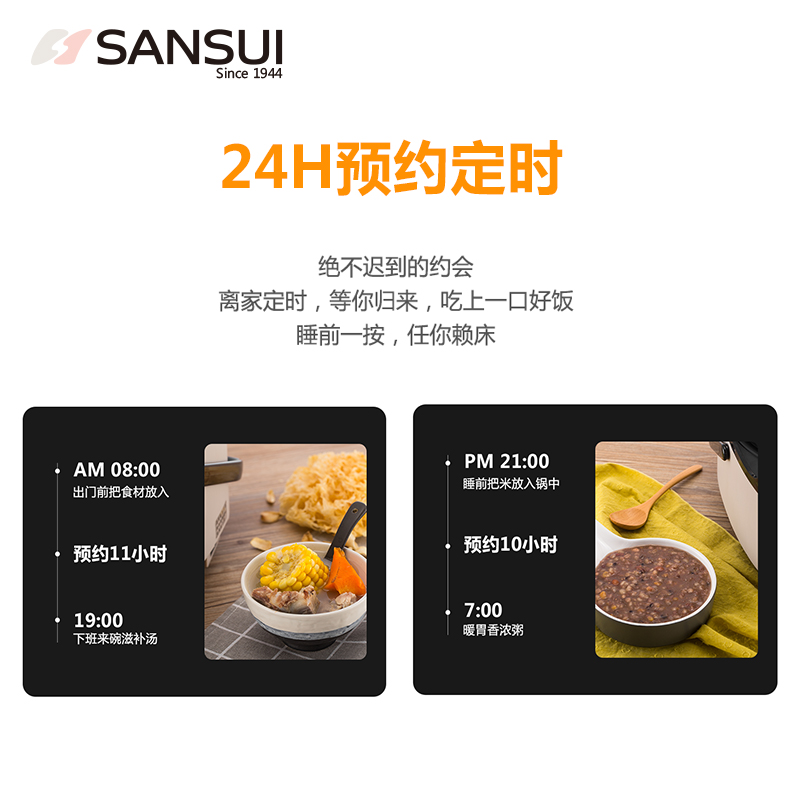 SANSUI
Since 1944
24H预约定时
绝不迟到的约会
离家定时，等你归来，吃上一口好饭
睡前一按，任你赖床
AM 08:00
出门前把食材放入
预约11小时
19:00
下班来碗滋补汤
PM 21:00
睡前把米放入锅中
预约10小时
7:00
暖胃香浓粥